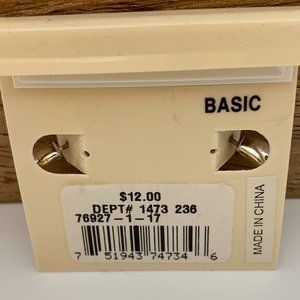 BASIC
$12.00
DEPT# 1473 236
76927-1-17
7 51943 74734 6
MADE IN CHINA